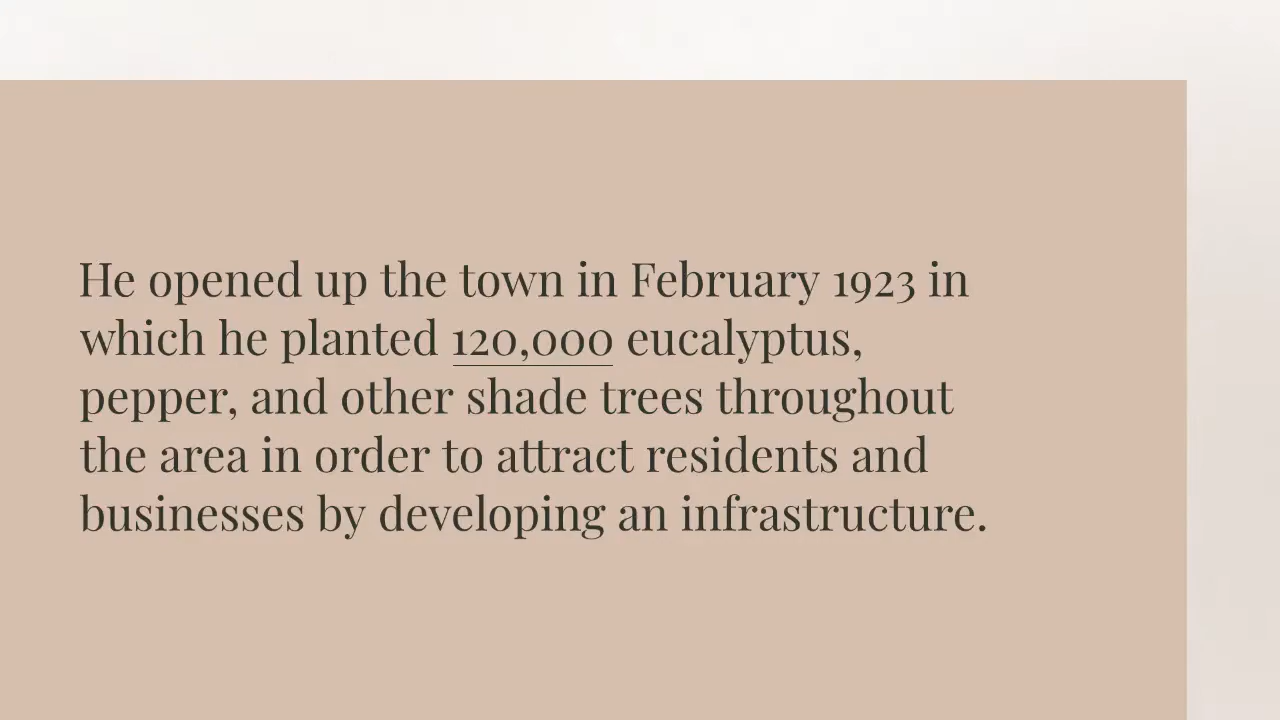 He opened up the town in February 1923 in
which he planted 120,000 eucalyptus,
pepper, and other shade trees throughout
the area in order to attract residents and
businesses by developing an infrastructure.